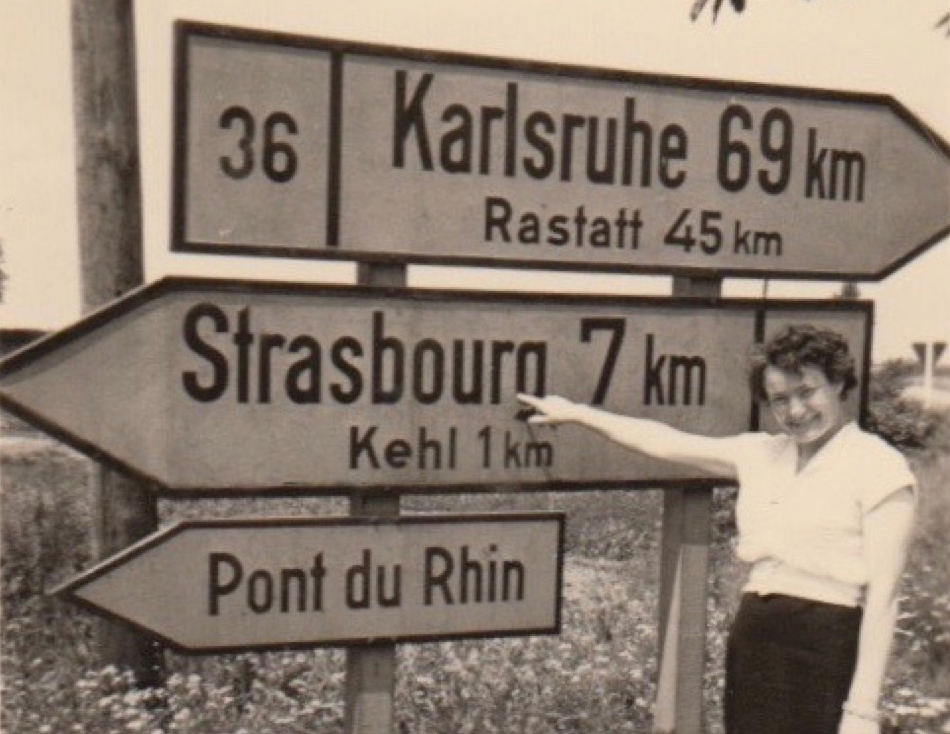 36
Karlsruhe 69 km
Rastatt 45 km
Strasbourg 7 km
Kehl 1 km
Pont du Rhin